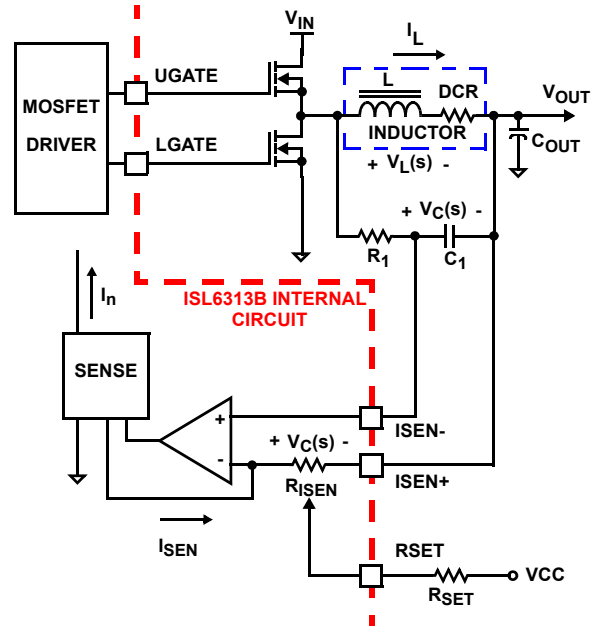 VIN
IL
UGATE
L
DCR
VOUT
MOSFET
DRIVER
LGATE
INDUCTOR
COUT
+ VL(s) -
+ VC(s) -
R1
C1
In
ISL6313B INTERNAL
CIRCUIT
SENSE
+
ISEN-
+ VC(s) -
-
RISEN
ISEN+
ISEN
RSET
VCC
RSET